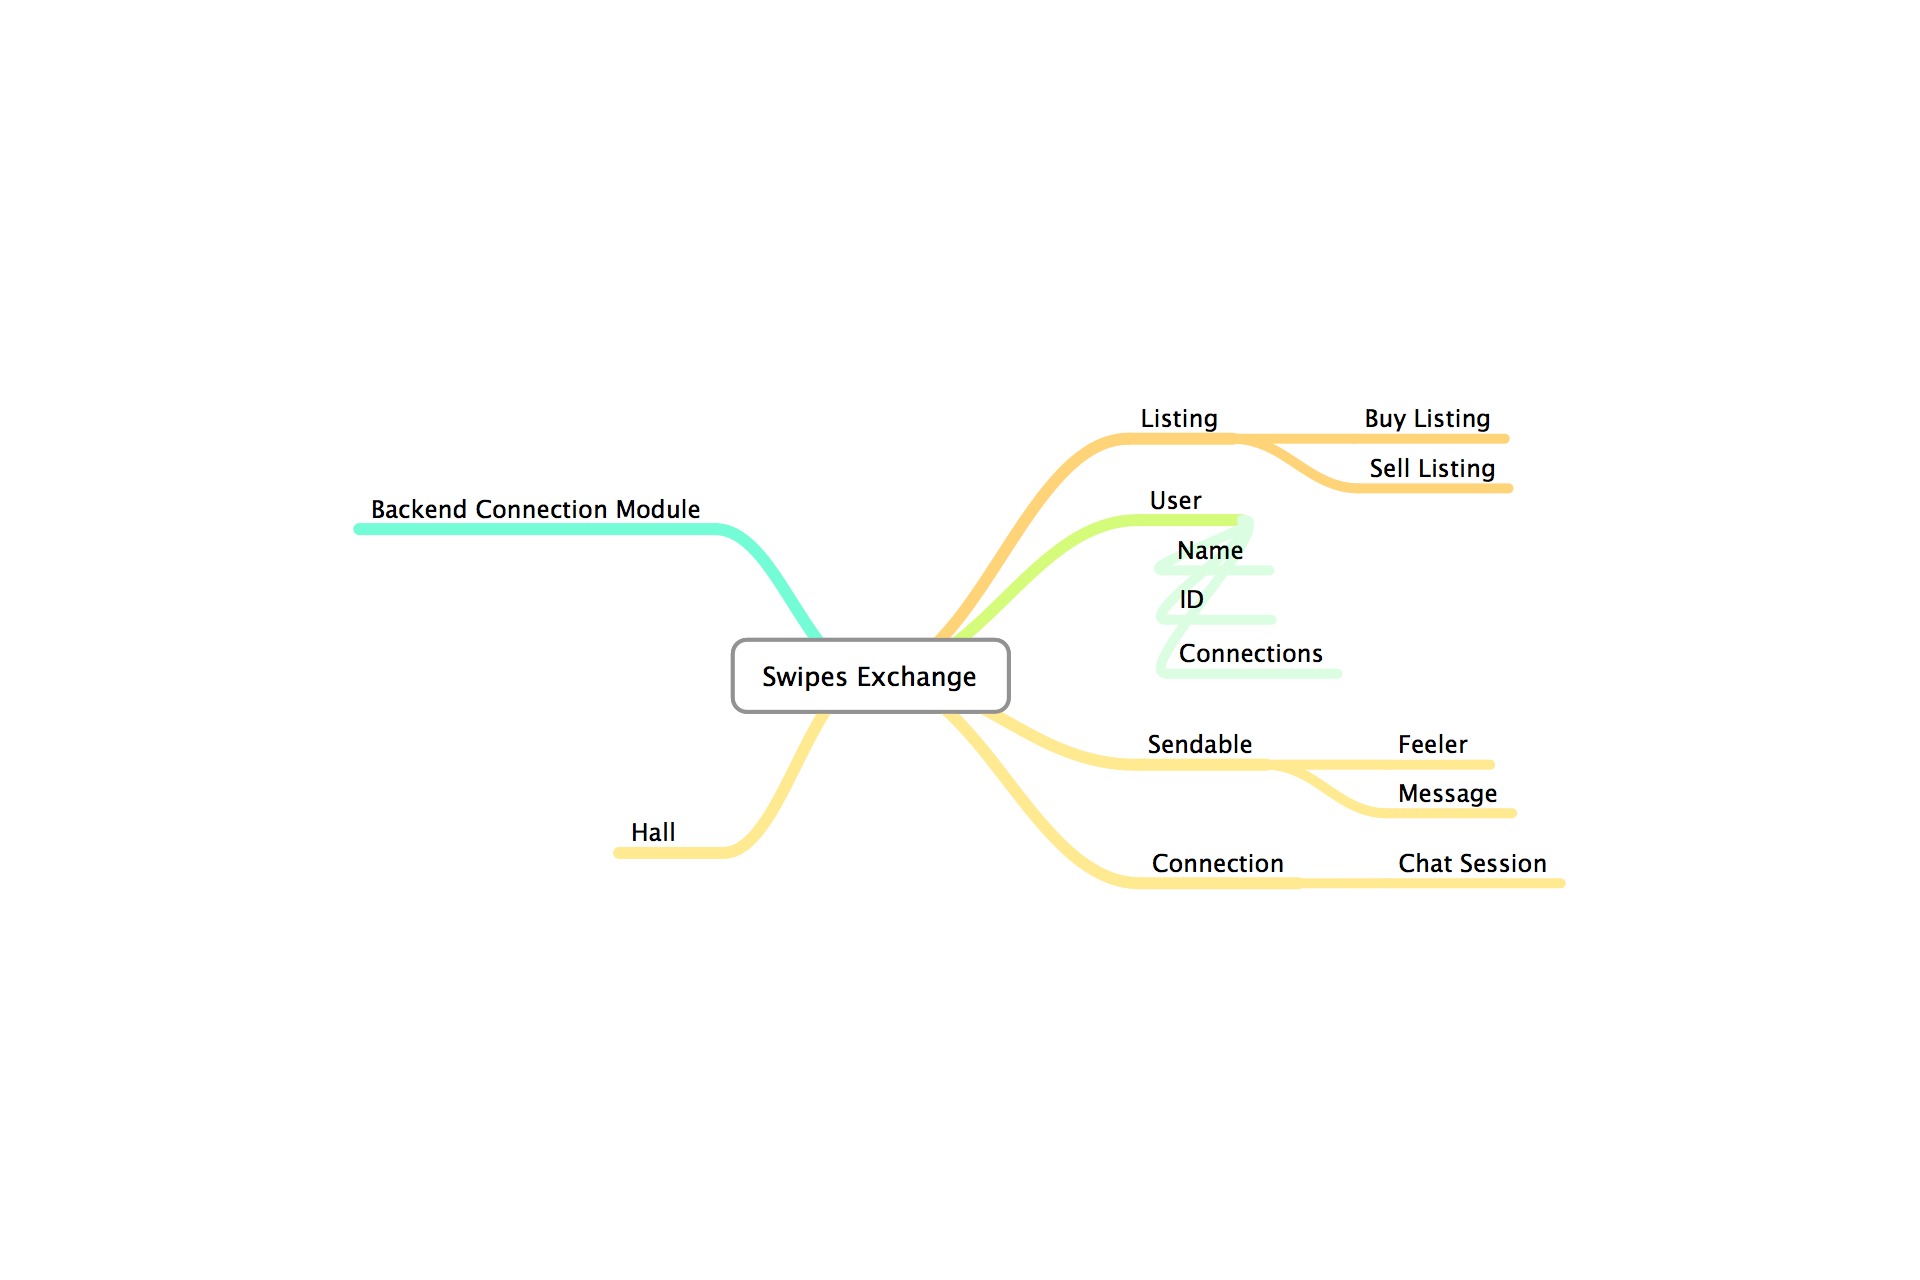 Listing
Buy Listing
Sell Listing
User
Name
ID
Connections
Backend Connection Module
Swipes Exchange
Sendable
Feeler
Message
Hall
Connection
Chat Session